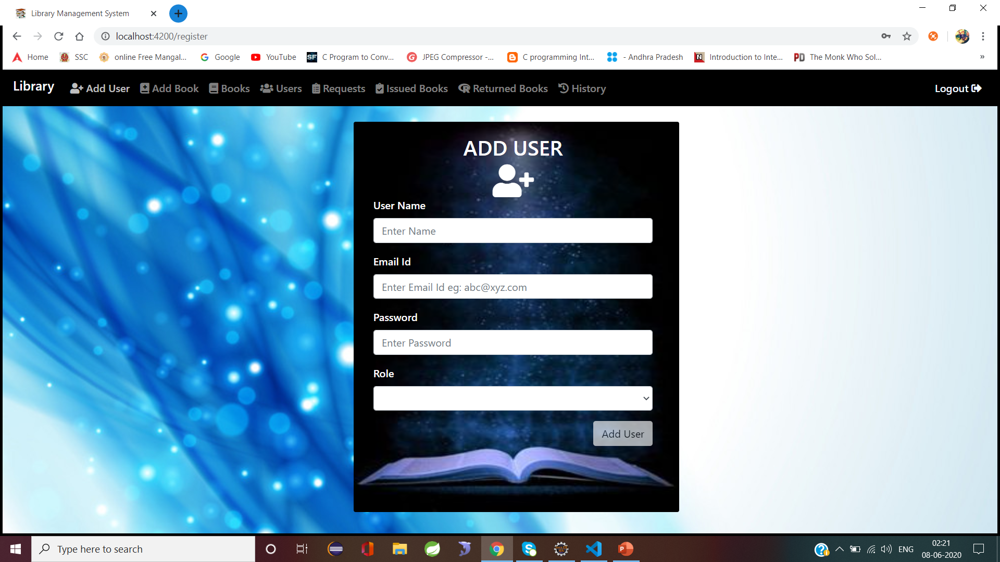 Library Management System
localhost:4200/register
Home SSC online Free Mangal... Google YouTube C Program to Conv... JPEG Compressor -... C programming Int... - Andhra Pradesh Introduction to Inte... The Monk Who Sol... »
Library Add User Add Book Books Users Requests Issued Books Returned Books History Logout
ADD USER
User Name
Enter Name
Email Id
Enter Email Id eg: abc@xyz.com
Password
Enter Password
Role
Add User
Type here to search
ENG
02:21
08-06-2020